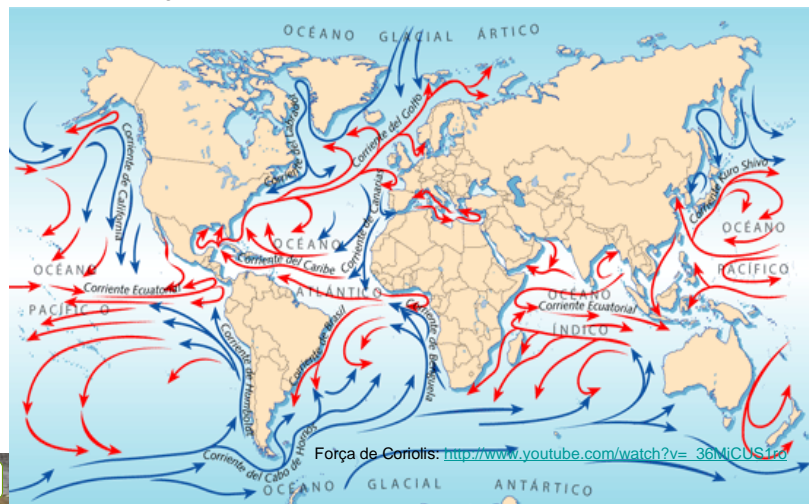 OCÉANO GLACIAL ÁRTICO
Corriente del Labrador
Corriente del Golfo
Corriente de California
Corriente Kuro Shivo
Corriente de Canarias
OCÉANO
PACÍFICO
OCÉANO
ATLÁNTICO
Corriente del Caribe
OCÉANO
PACÍFICO
Corriente Ecuatorial
OCÉANO
Corriente Ecuatorial
ÍNDICO
Corriente de Brasil
Corriente de Benguela
Corriente de Humboldt
Corriente del Cabo de Hornos
Força de Coriolis: http://www.youtube.com/watch?v=_36MiCUS1ro
OCÉANO GLACIAL ANTÁRTICO